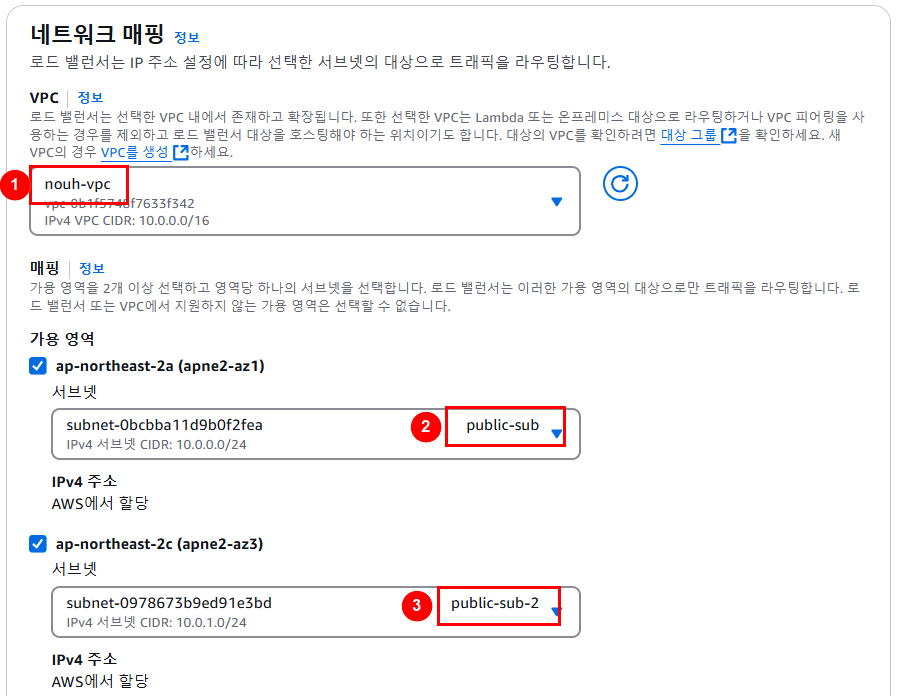 네트워크 매핑 정보
로드 밸런서는 IP 주소 설정에 따라 선택한 서브넷의 대상으로 트래픽을 라우팅합니다.
VPC 정보
로드 밸런서는 선택한 VPC 내에서 존재하고 확장됩니다. 또한 선택한 VPC는 Lambda 또는 온프레미스 대상으로 라우팅하거나 VPC 피어링을 사
용하는 경우를 제외하고 로드 밸런서 대상을 호스팅해야 하는 위치이기도 합니다. 대상의 VPC를 확인하려면 대상 그룹을 확인하세요. 새
VPC의 경우 VPC를 생성하세요.
1 nouh-vpc
vpc-0b1f5748f7633f342
IPv4 VPC CIDR: 10.0.0.0/16
매핑 정보
가용 영역을 2개 이상 선택하고 영역당 하나의 서브넷을 선택합니다. 로드 밸런서는 이러한 가용 영역의 대상으로만 트래픽을 라우팅합니다. 로
드 밸런서 또는 VPC에서 지원하지 않는 가용 영역은 선택할 수 없습니다.
가용 영역
ap-northeast-2a (apne2-az1)
서브넷
subnet-0bcbba11d9b0f2fea 2 public-sub
IPv4 서브넷 CIDR: 10.0.0.0/24
IPv4 주소
AWS에서 할당
ap-northeast-2c (apne2-az3)
서브넷
subnet-0978673b9ed91e3bd 3 public-sub-2
IPv4 서브넷 CIDR: 10.0.1.0/24
IPv4 주소
AWS에서 할당